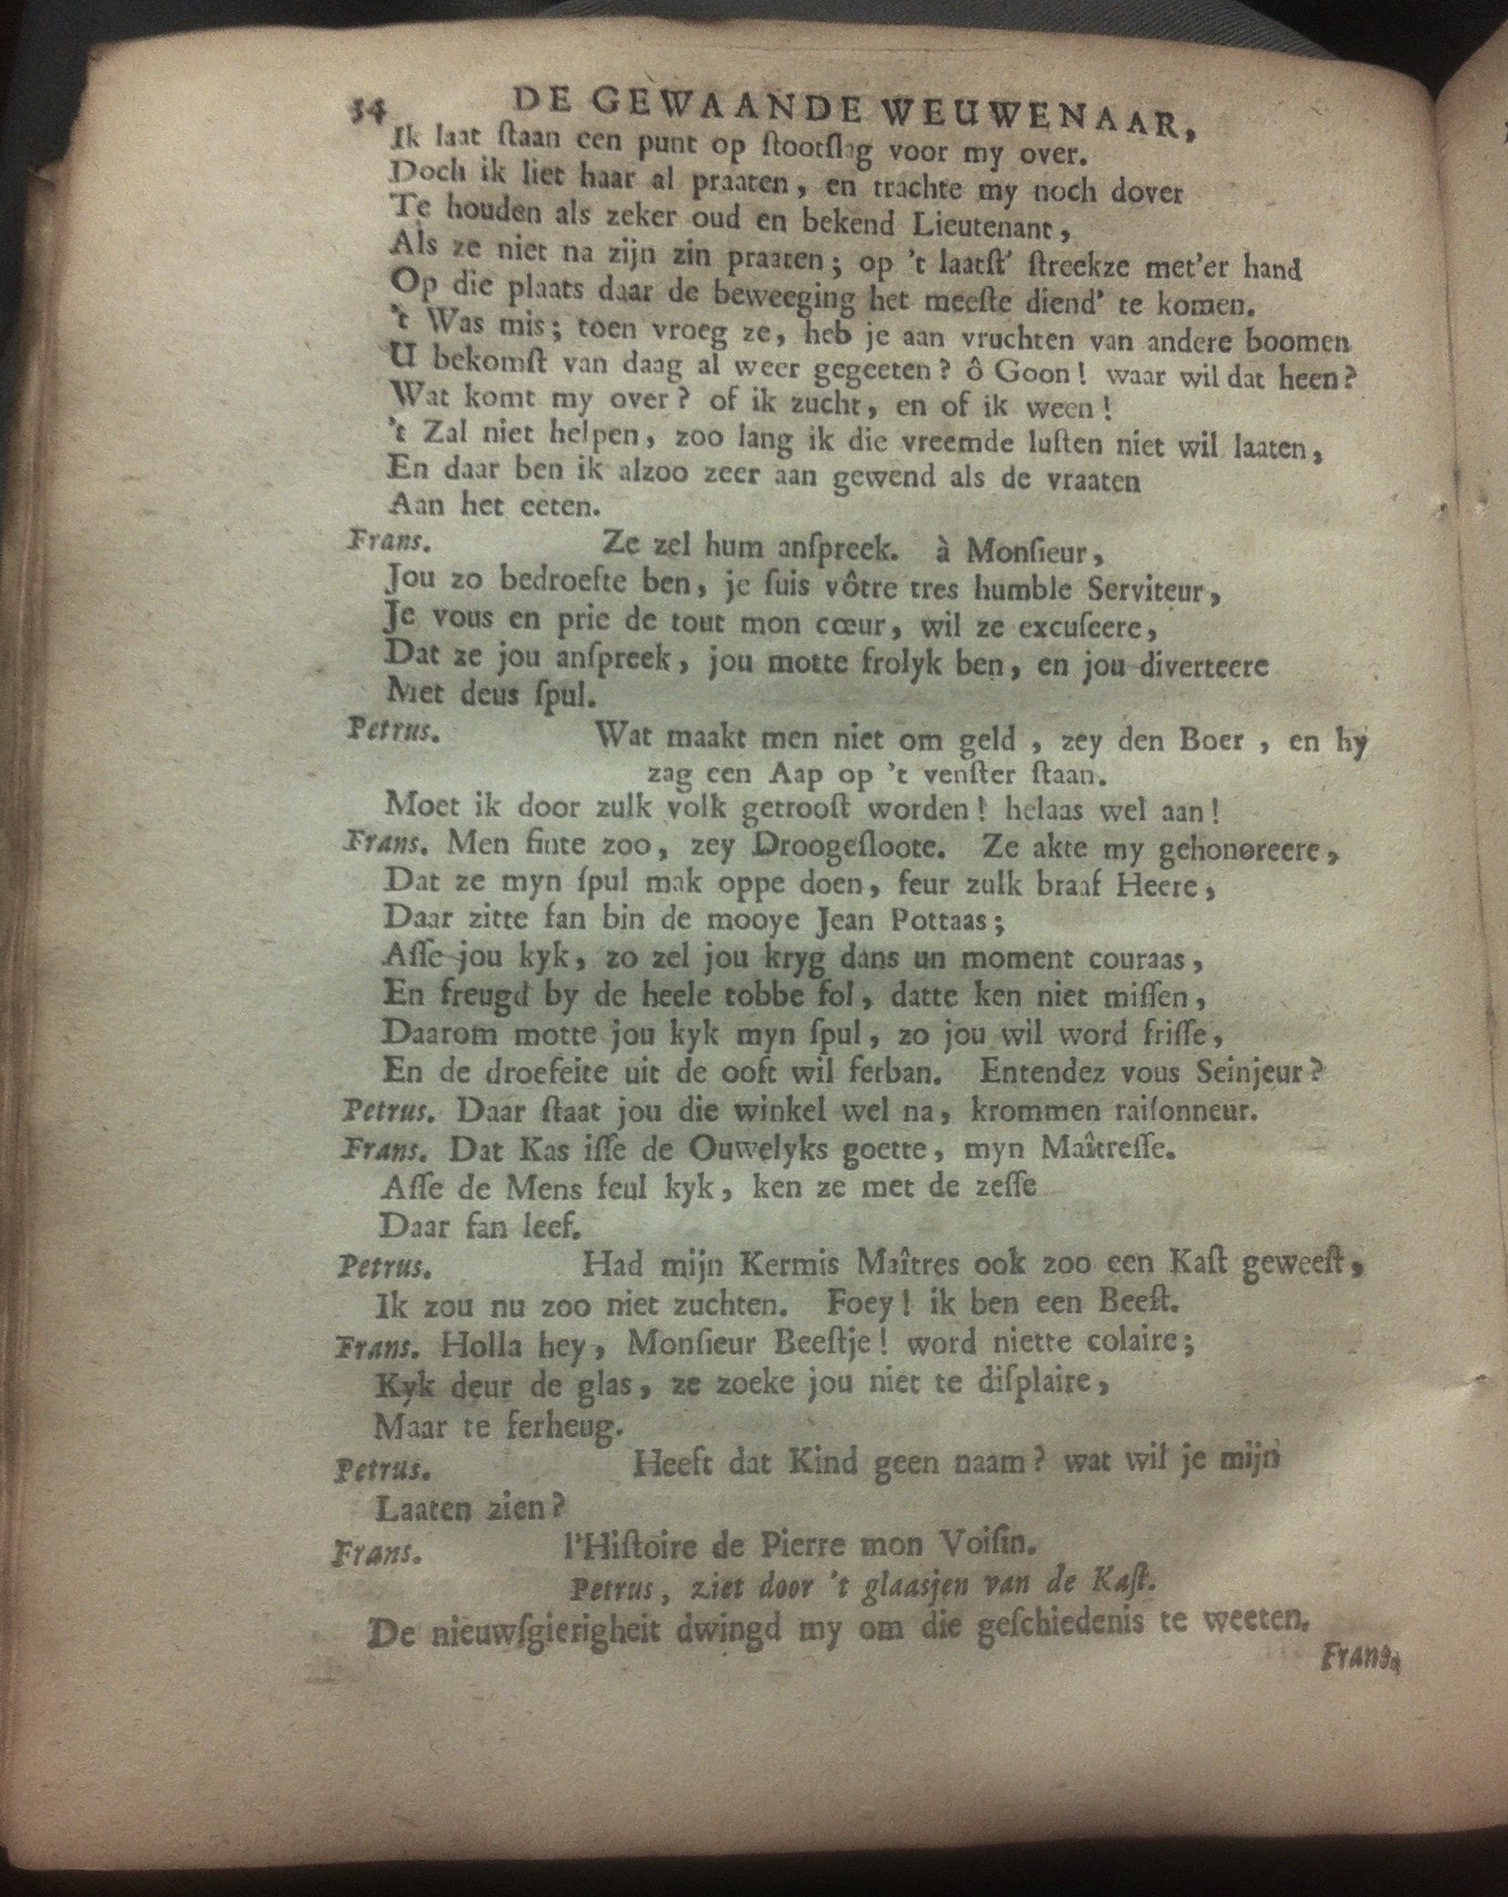 34 DE GEWAANDE WEUWENAAR,
Ik laat ſtaan een punt op ſtootſlag voor my over.
Doch ik liet haar al praaten, en trachte my noch dover
Te houden als zeker oud en bekend Lieutenant,
Als ze niet na zijn zin praaten; op 't laatſt' ſtreekze met'er hand
Op die plaats daar de beweeging het meeſte diend' te komen.
't Was mis; toen vroeg ze, heb je aan vruchten van andere boomen
U bekomſt van daag al weer gegeeten? ô Goon! waar wil dat heen?
Wat komt my over? of ik zucht, en of ik ween!
't Zal niet helpen, zoo lang ik die vreemde luſten niet wil laaten,
En daar ben ik alzoo zeer aan gewend als de vraaten
Aan het eeten.
Frans. Ze zel hum anſpreek. à Monſieur,
Jou zo bedroefte ben, je ſuis vôtre tres humble Serviteur,
Je vous en prie de tout mon cœur, wil ze excuſeere,
Dat ze jou anſpreek, jou motte frolyk ben, en jou diverteere
Met deus ſpul.
Petrus. Wat maakt men niet om geld, zey den Boer, en hy
zag een Aap op 't venſter ſtaan.
Moet ik door zulk volk getrooſt worden! helaas wel aan!
Frans. Men finte zoo, zey Droogeſloote. Ze akte my gehonoreere,
Dat ze myn ſpul mak oppe doen, feur zulk braaf Heere,
Daar zitte fan bin de mooye Jean Pottaas;
Aſſe jou kyk, zo zel jou kryg dans un moment couraas,
En freugd by de heele tobbe fol, datte ken niet miſſen,
Daarom motte jou kyk myn ſpul, zo jou wil word friſſe,
En de droefeite uit de ooft wil ferban. Entendez vous Seinjeur?
Petrus. Daar ſtaat jou die winkel wel na, krommen raiſonneur.
Frans. Dat Kas iſſe de Ouwelyks goette, myn Maîtreſſe.
Aſſe de Mens feul kyk, ken ze met de zeſſe
Daar fan leef.
Petrus. Had mijn Kermis Maîtres ook zoo een Kaſt geweeſt,
Ik zou nu zoo niet zuchten. Foey! ik ben een Beeſt.
Frans. Holla hey, Monſieur Beeſtje! word niette colaire;
Kyk deur de glas, ze zoeke jou niet te diſplaire,
Maar te ferheug.
Petrus. Heeft dat Kind geen naam? wat wil je mijn
Laaten zien?
Frans. l'Hiſtoire de Pierre mon Voiſin.
Petrus, ziet door 't glaasjen van de Kaſt.
De nieuwſgierigheit dwingd my om die geſchiedenis te weeten.
Frans.